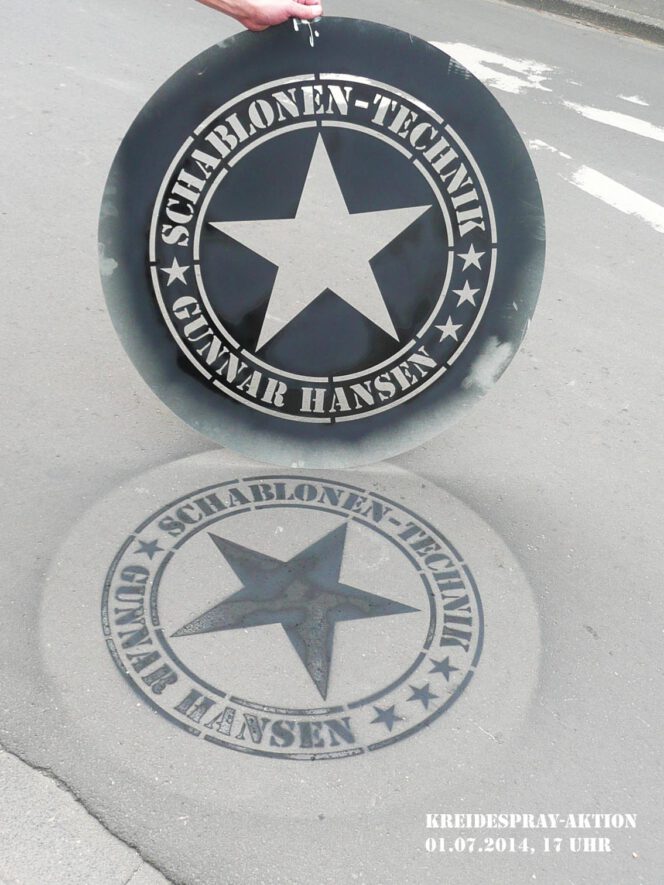 SCHABLONEN-TECHNIK
GUNNAR HANSEN
SCHABLONEN-TECHNIK
GUNNAR HANSEN
KREIDESPRAY-AKTION
01.07.2014, 17 UHR